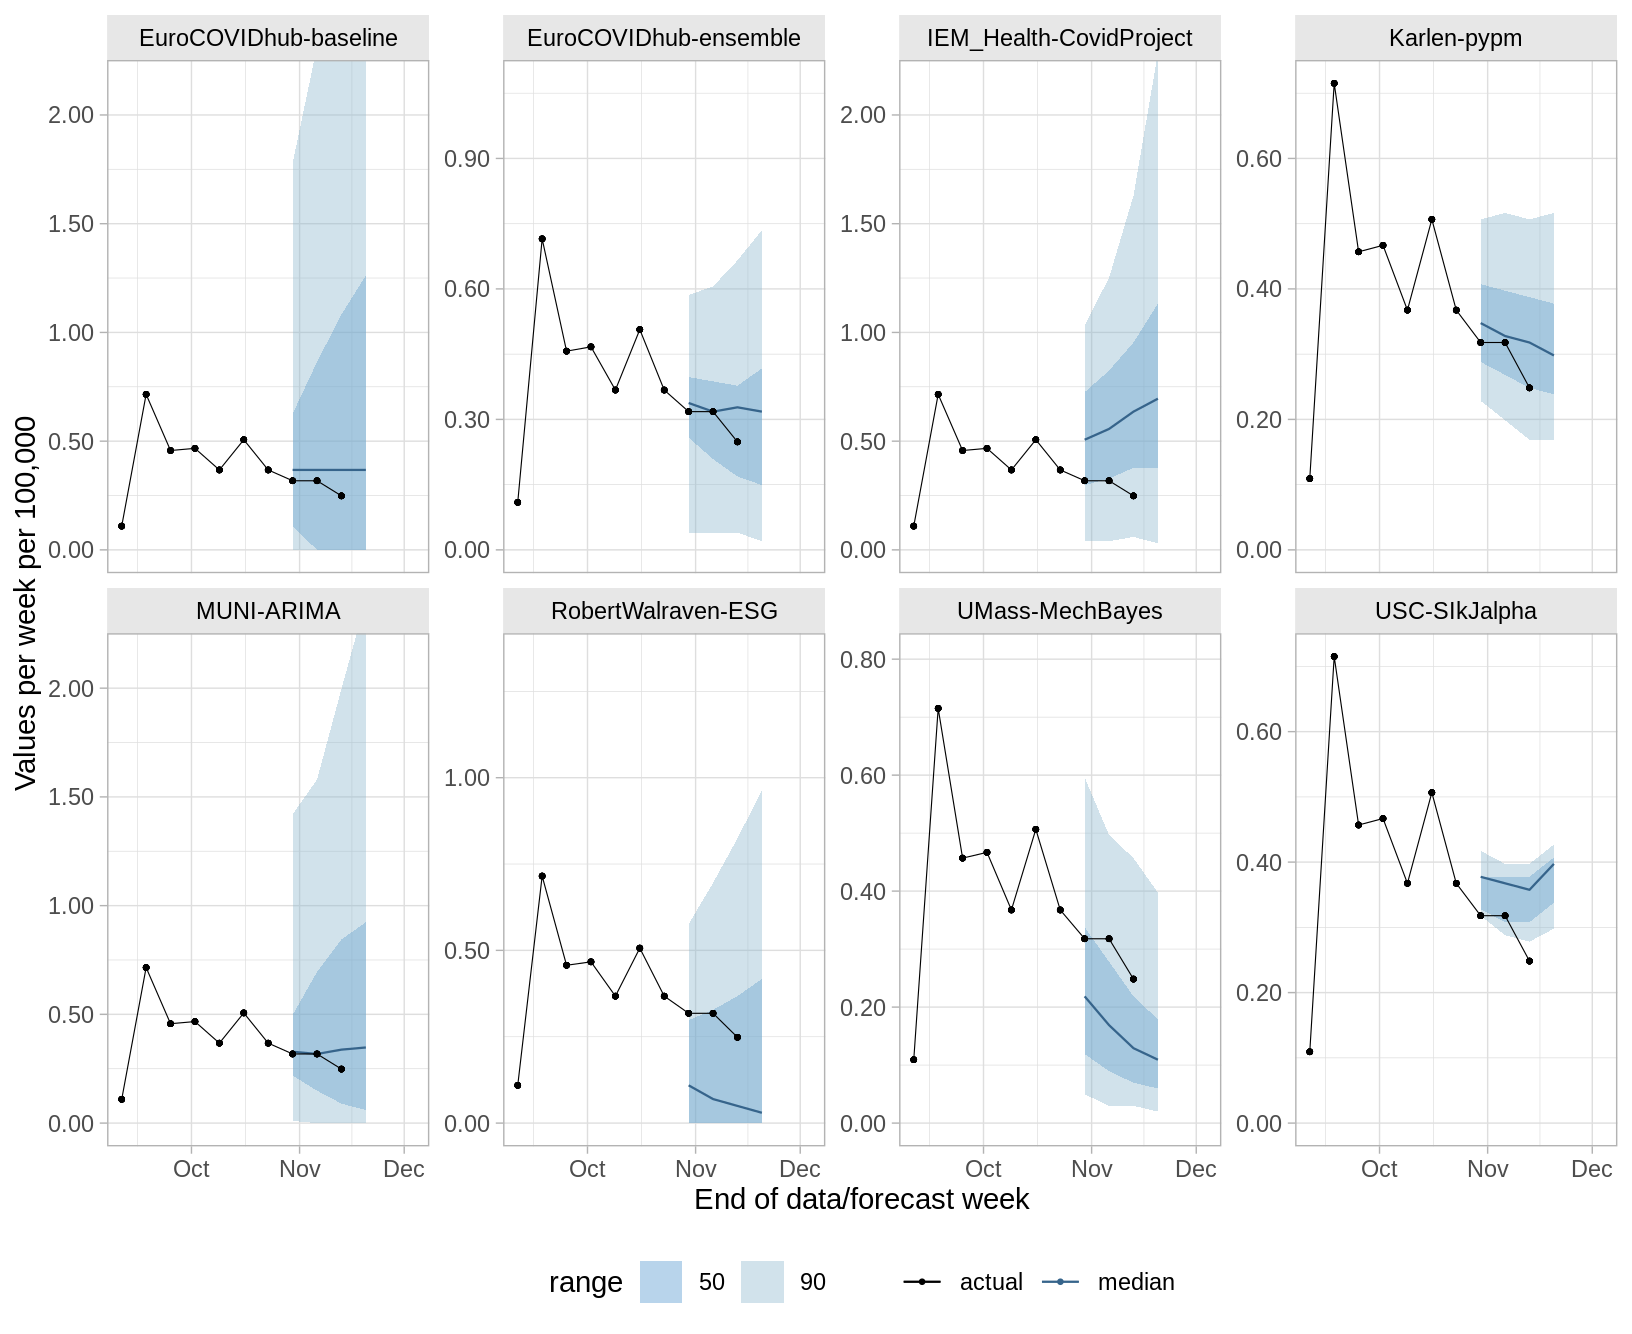 EuroCOVIDhub-baseline EuroCOVIDhub-ensemble IEM_Health-CovidProject Karlen-pypm
2.00 1.50 1.00 0.50 0.00
0.90 0.60 0.30 0.00
2.00 1.50 1.00 0.50 0.00
0.60 0.40 0.20 0.00
Values per week per 100,000
MUNI-ARIMA RobertWalraven-ESG UMass-MechBayes USC-SIkJalpha
2.00 1.50 1.00 0.50 0.00
1.00 0.50 0.00
0.80 0.60 0.40 0.20 0.00
0.60 0.40 0.20 0.00
Oct Nov Dec Oct Nov Dec Oct Nov Dec Oct Nov Dec
End of data/forecast week
range 50 90 actual median